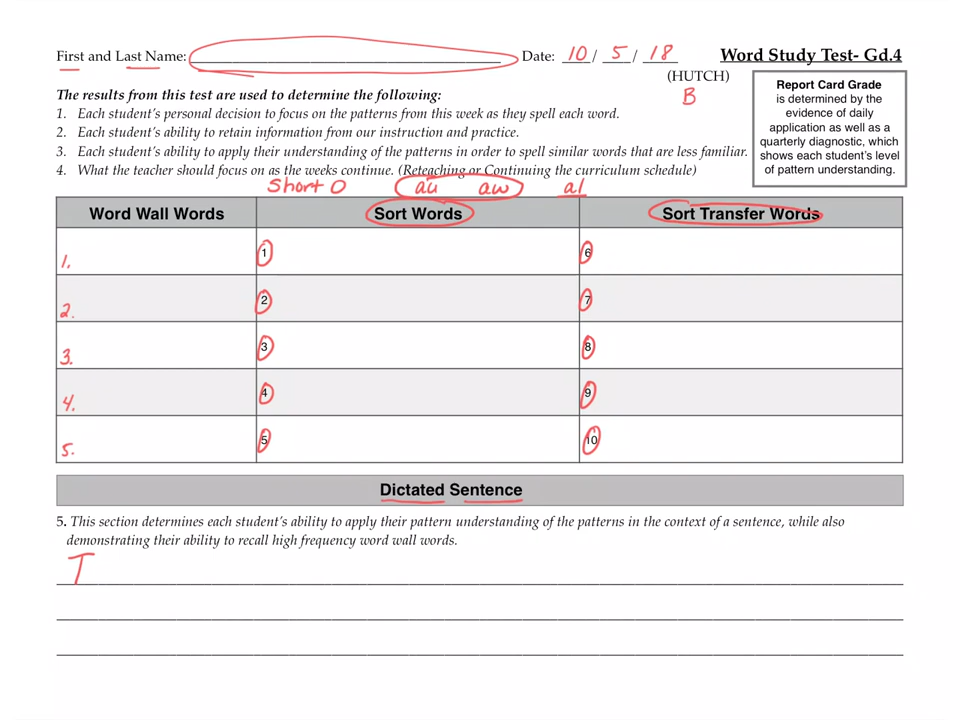 First and Last Name: Date: 10 / 5 / 18 Word Study Test- Gd.4
(HUTCH)
B
The results from this test are used to determine the following:
1. Each student's personal decision to focus on the patterns from this week as they spell each word.
2. Each student's ability to retain information from our instruction and practice.
3. Each student's ability to apply their understanding of the patterns in order to spell similar words that are less familiar.
4. What the teacher should focus on as the weeks continue. (Reteaching or Continuing the curriculum schedule)
Report Card Grade
is determined by the
evidence of daily
application as well as a
quarterly diagnostic, which
shows each student's level
of pattern understanding.
Short O au aw al
Word Wall Words Sort Words Sort Transfer Words
1. 1 6
2. 2 7
3. 3 8
4. 4 9
5. 5 10
Dictated Sentence
5. This section determines each student's ability to apply their pattern understanding of the patterns in the context of a sentence, while also
demonstrating their ability to recall high frequency word wall words.
T